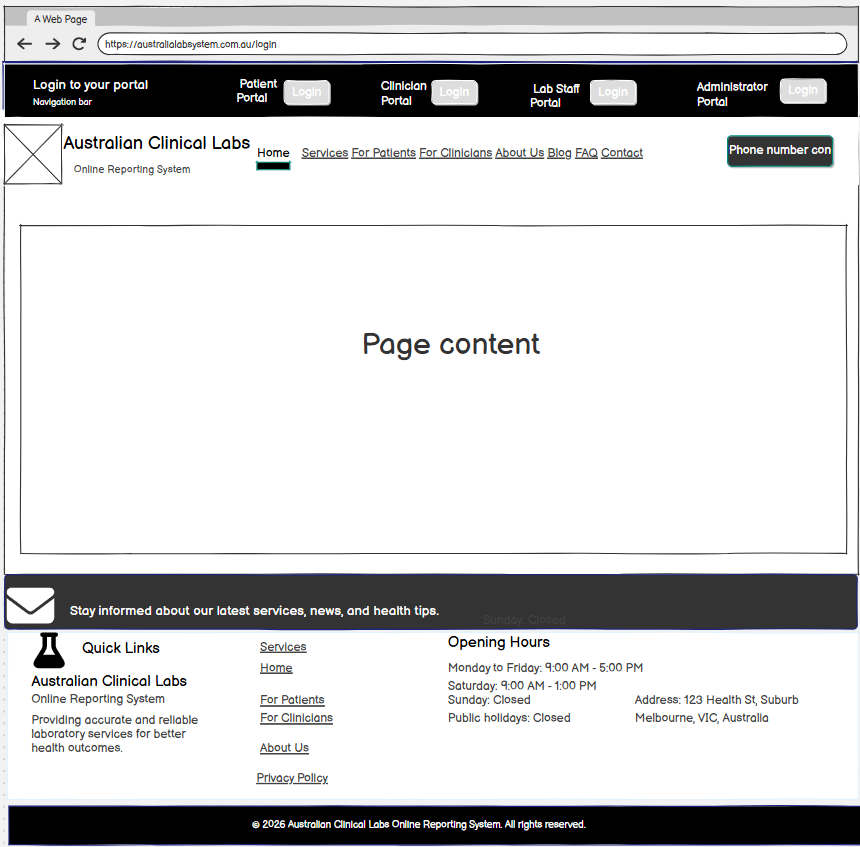 A Web Page
https://australialabsystem.com.au/login
Login to your portal
Navigation bar
Patient
Portal
Login
Clinician
Portal
Login
Lab Staff
Portal
Login
Administrator
Portal
Login
Australian Clinical Labs
Online Reporting System
Home Services For Patients For Clinicians About Us Blog FAQ Contact
Phone number con
Page content
Stay informed about our latest services, news, and health tips.
Sunday: Closed
Quick Links
Australian Clinical Labs
Online Reporting System
Providing accurate and reliable
laboratory services for better
health outcomes.
Services
Home
For Patients
For Clinicians
About Us
Privacy Policy
Opening Hours
Monday to Friday: 9:00 AM - 5:00 PM
Saturday: 9:00 AM - 1:00 PM
Sunday: Closed
Public holidays: Closed
Address: 123 Health St, Suburb
Melbourne, VIC, Australia
© 2026 Australian Clinical Labs Online Reporting System. All rights reserved.